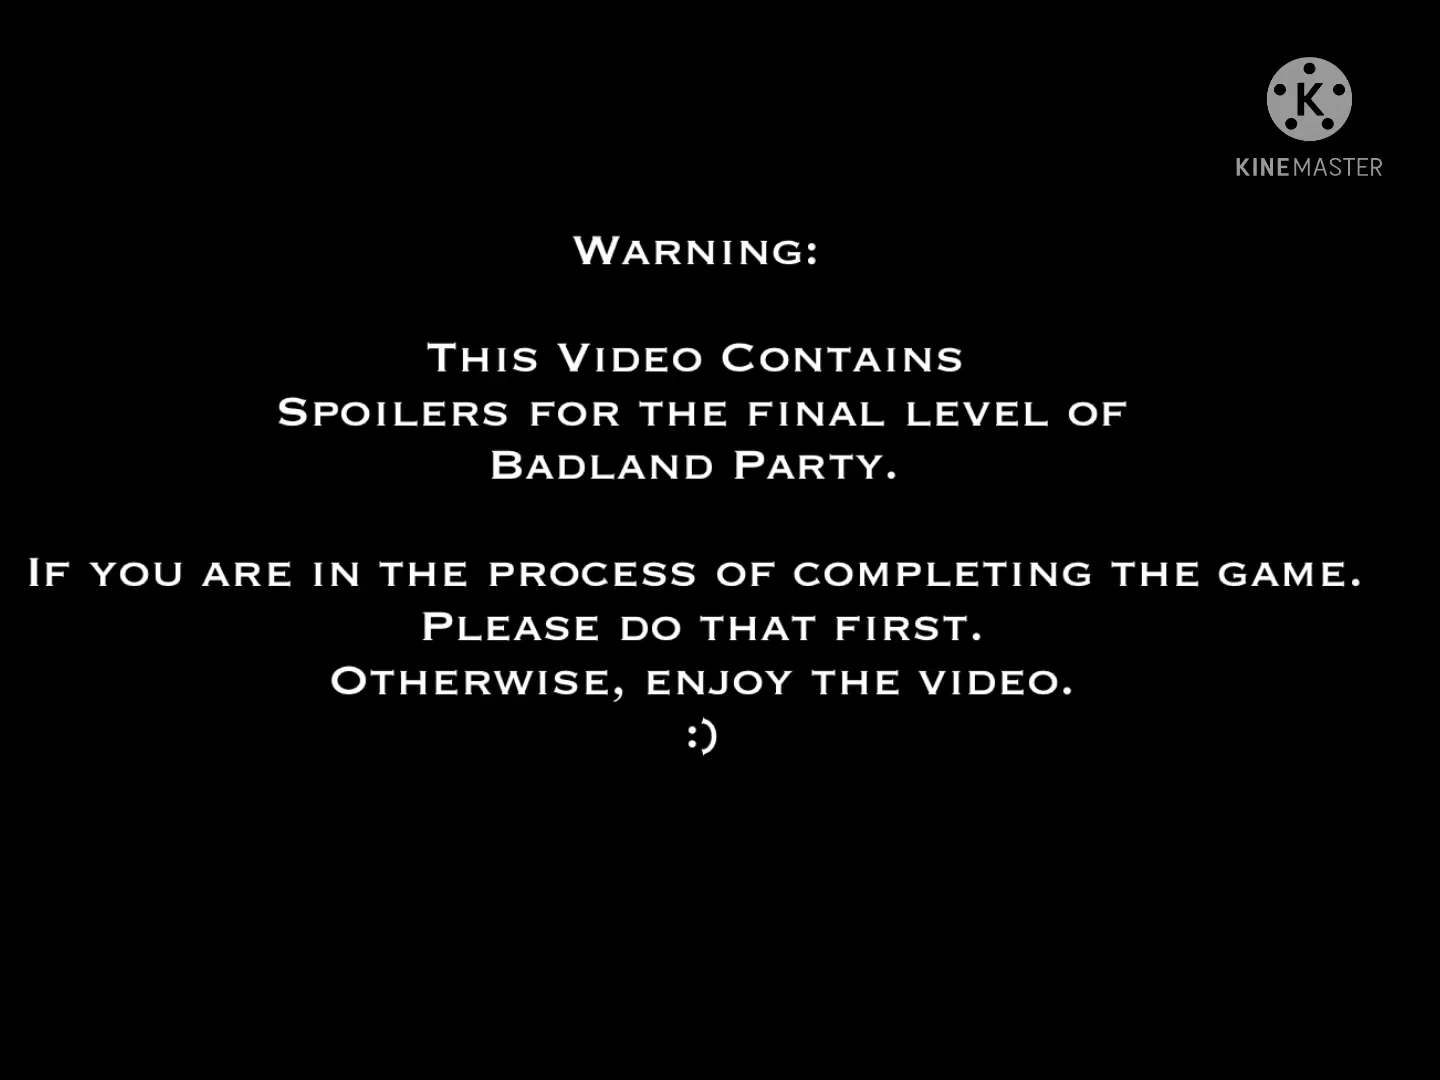 K
KINEMASTER
Warning:
This Video Contains
Spoilers for the final level of
Badland Party.
If you are in the process of completing the game.
Please do that first.
Otherwise, enjoy the video.
:)